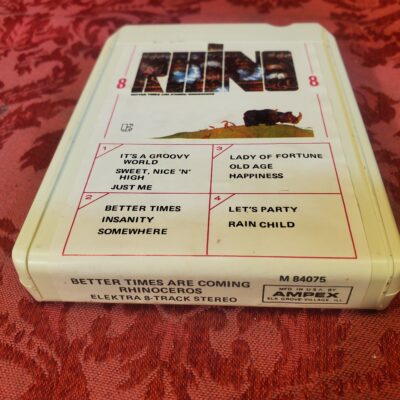 RHINO
BETTER TIMES ARE COMING, RHINOCEROS
8 8
1
IT'S A GROOVY
WORLD
SWEET, NICE 'N'
HIGH
JUST ME
3
LADY OF FORTUNE
OLD AGE
HAPPINESS
2
BETTER TIMES
INSANITY
SOMEWHERE
4
LET'S PARTY
RAIN CHILD
BETTER TIMES ARE COMING
RHINOCEROS
ELEKTRA 8-TRACK STEREO
M 84075
MFD. IN U.S.A. BY
AMPEX
ELK GROVE VILLAGE, ILL.